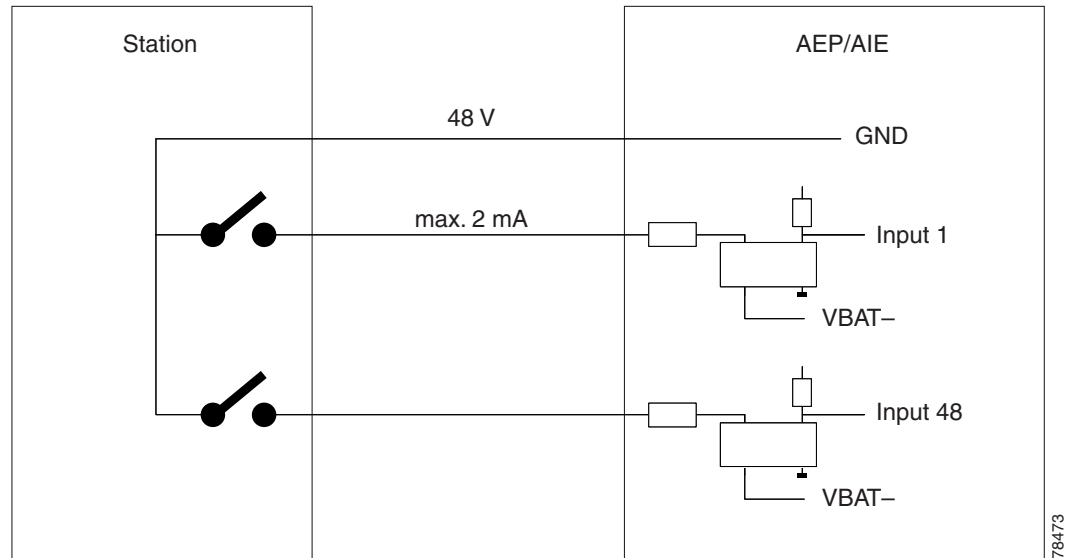 Station
AEP/AIE
48 V
GND
max. 2 mA
Input 1
VBAT–
Input 48
VBAT–
78473